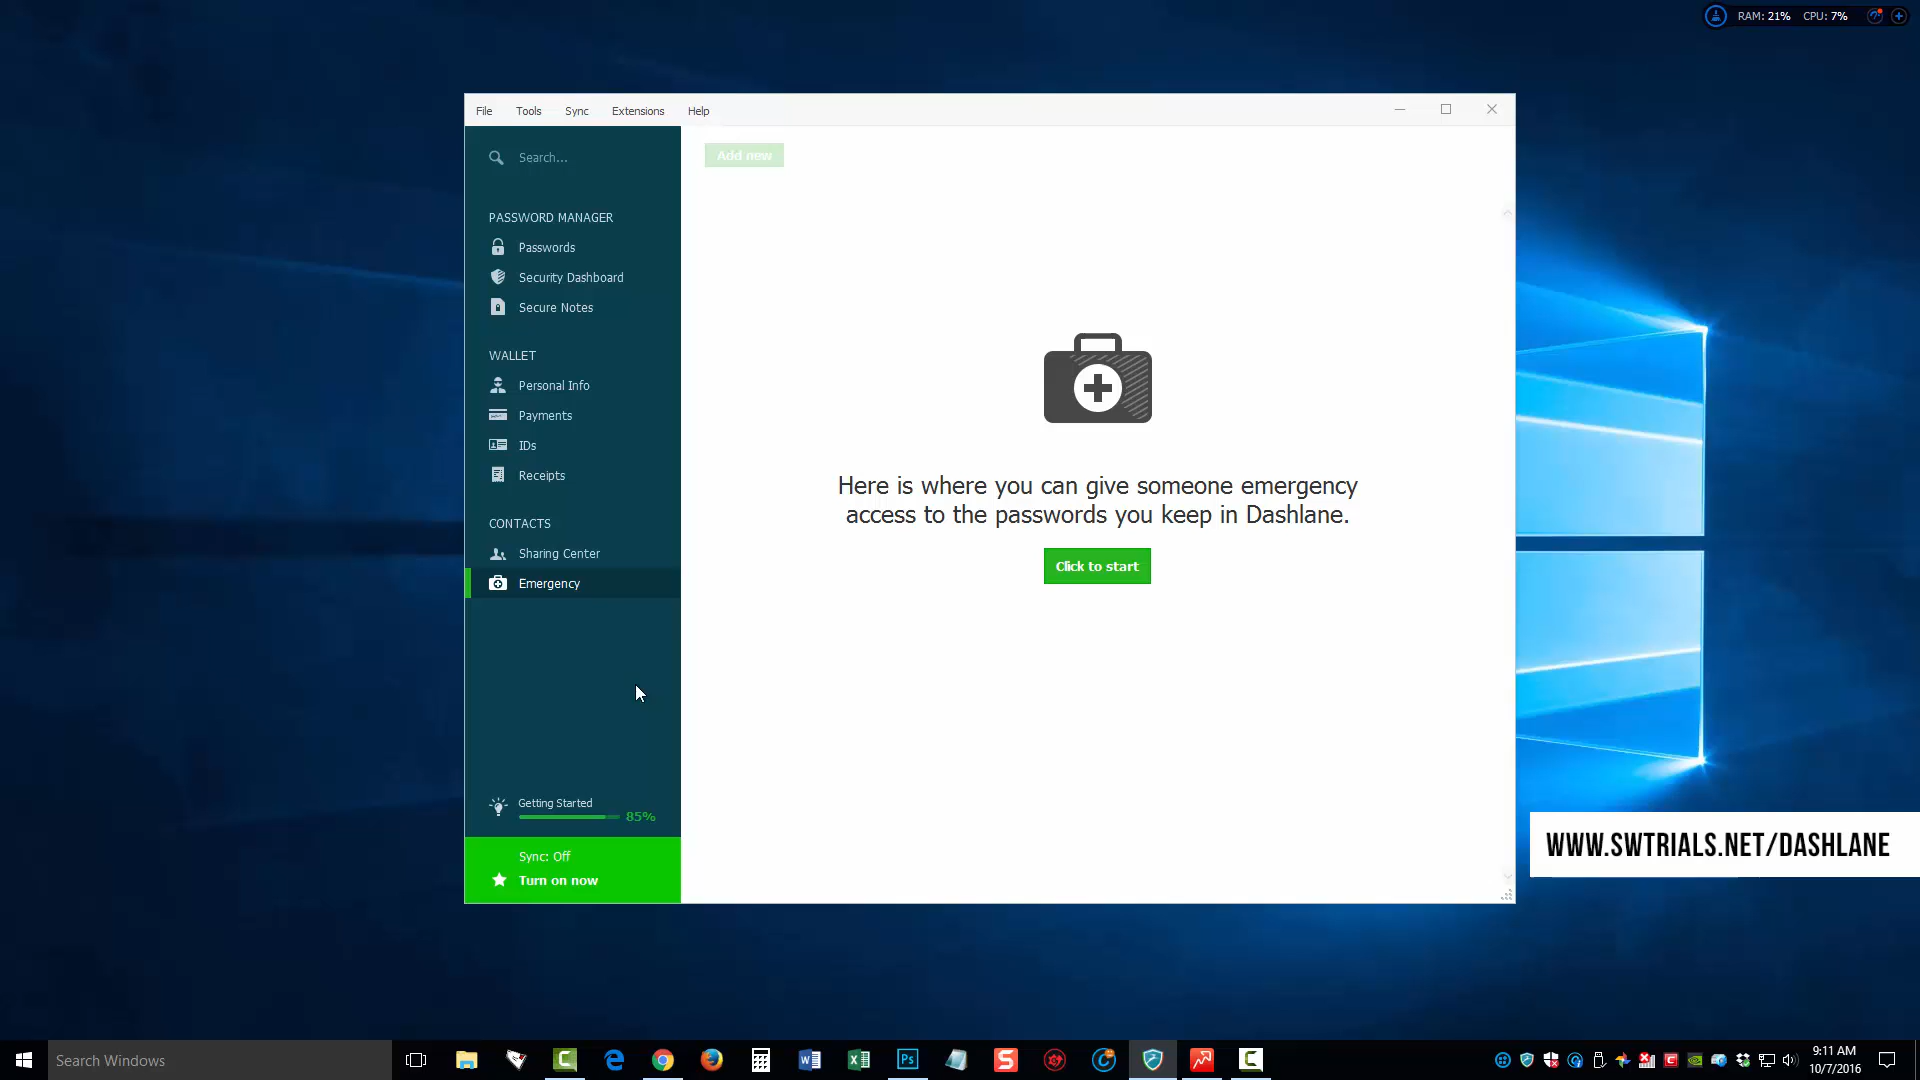 RAM: 21% CPU: 7%
File Tools Sync Extensions Help
Search...
Add new
PASSWORD MANAGER
Passwords
Security Dashboard
Secure Notes
WALLET
Personal Info
Payments
IDs
Receipts
CONTACTS
Sharing Center
Emergency
Here is where you can give someone emergency
access to the passwords you keep in Dashlane.
Click to start
Getting Started
85%
Sync: Off
Turn on now
WWW.SWTRIALS.NET/DASHLANE
Search Windows
Ps
9:11 AM
10/7/2016